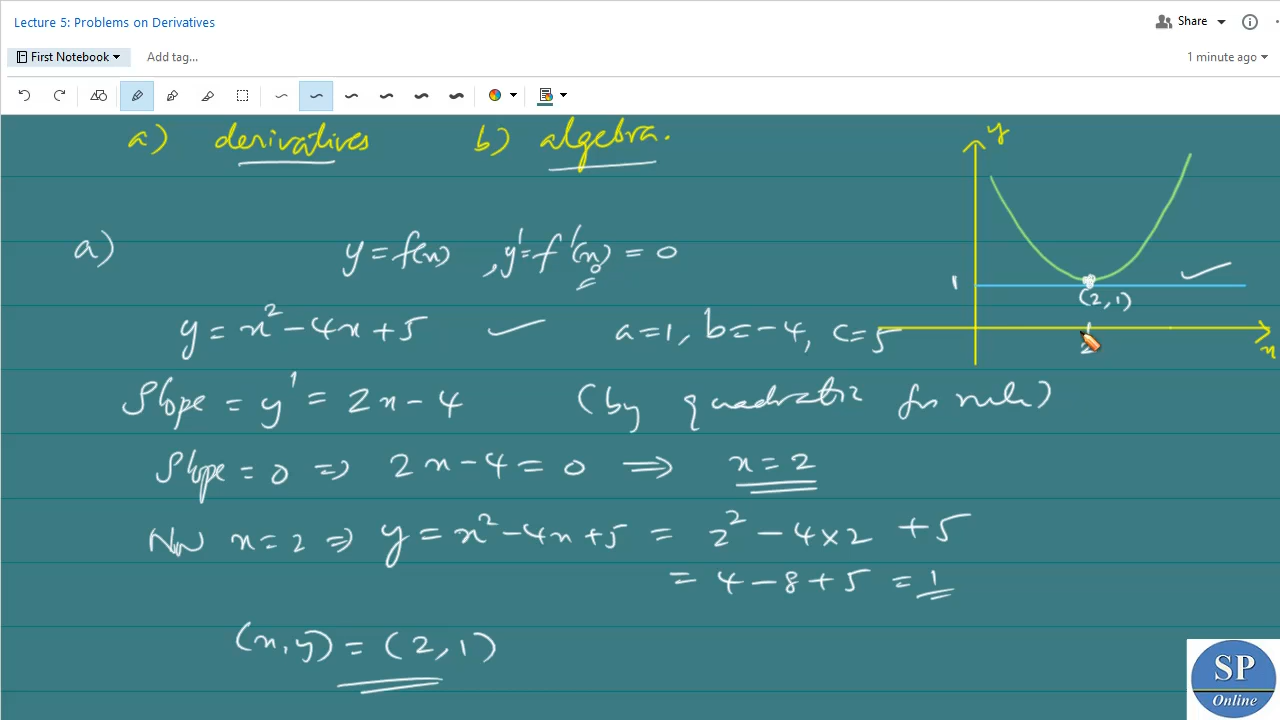 Lecture 5: Problems on Derivatives
Share
First Notebook
Add tag...
1 minute ago
a) derivatives b) algebra.
y
a) y = f(x) , y' = f'(x) = 0
1
(2,1)
y = x² - 4x + 5 a=1, b=-4, c=5
2
x
Slope = y' = 2x - 4 (by quadratic fn rule)
Slope = 0 ⇒ 2x - 4 = 0 ⇒ x = 2
Now x = 2 ⇒ y = x² - 4x + 5 = 2² - 4×2 + 5
= 4 - 8 + 5 = 1
(x,y) = (2,1)
SP
Online